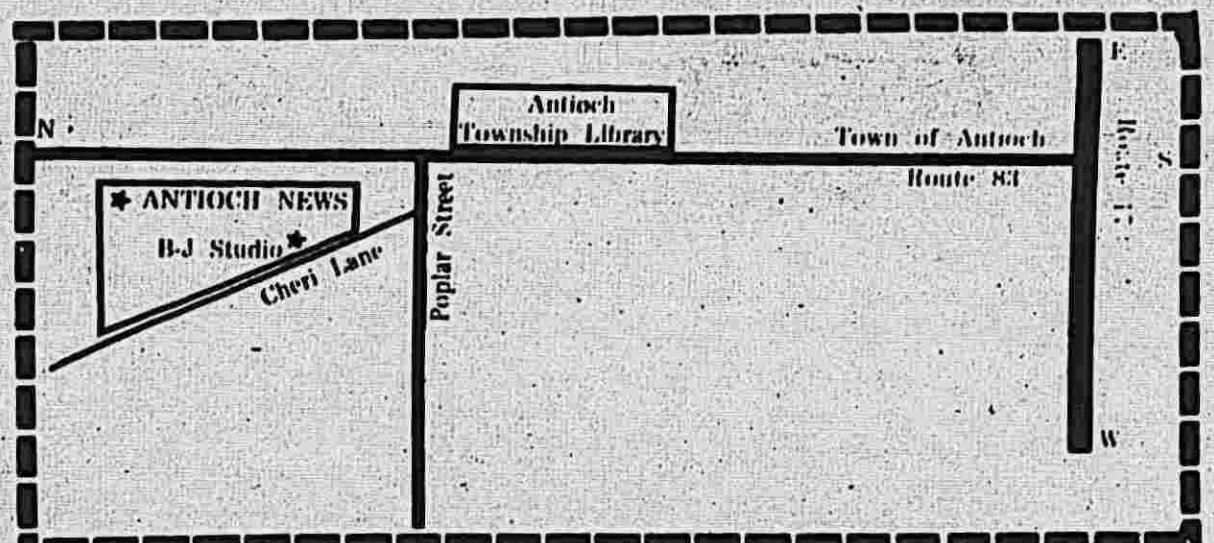 E
N
Antioch
Township Library
Town of Antioch
Route 83
S
ANTIOCH NEWS
B-J Studio
Cheri Lane
Poplar Street
W